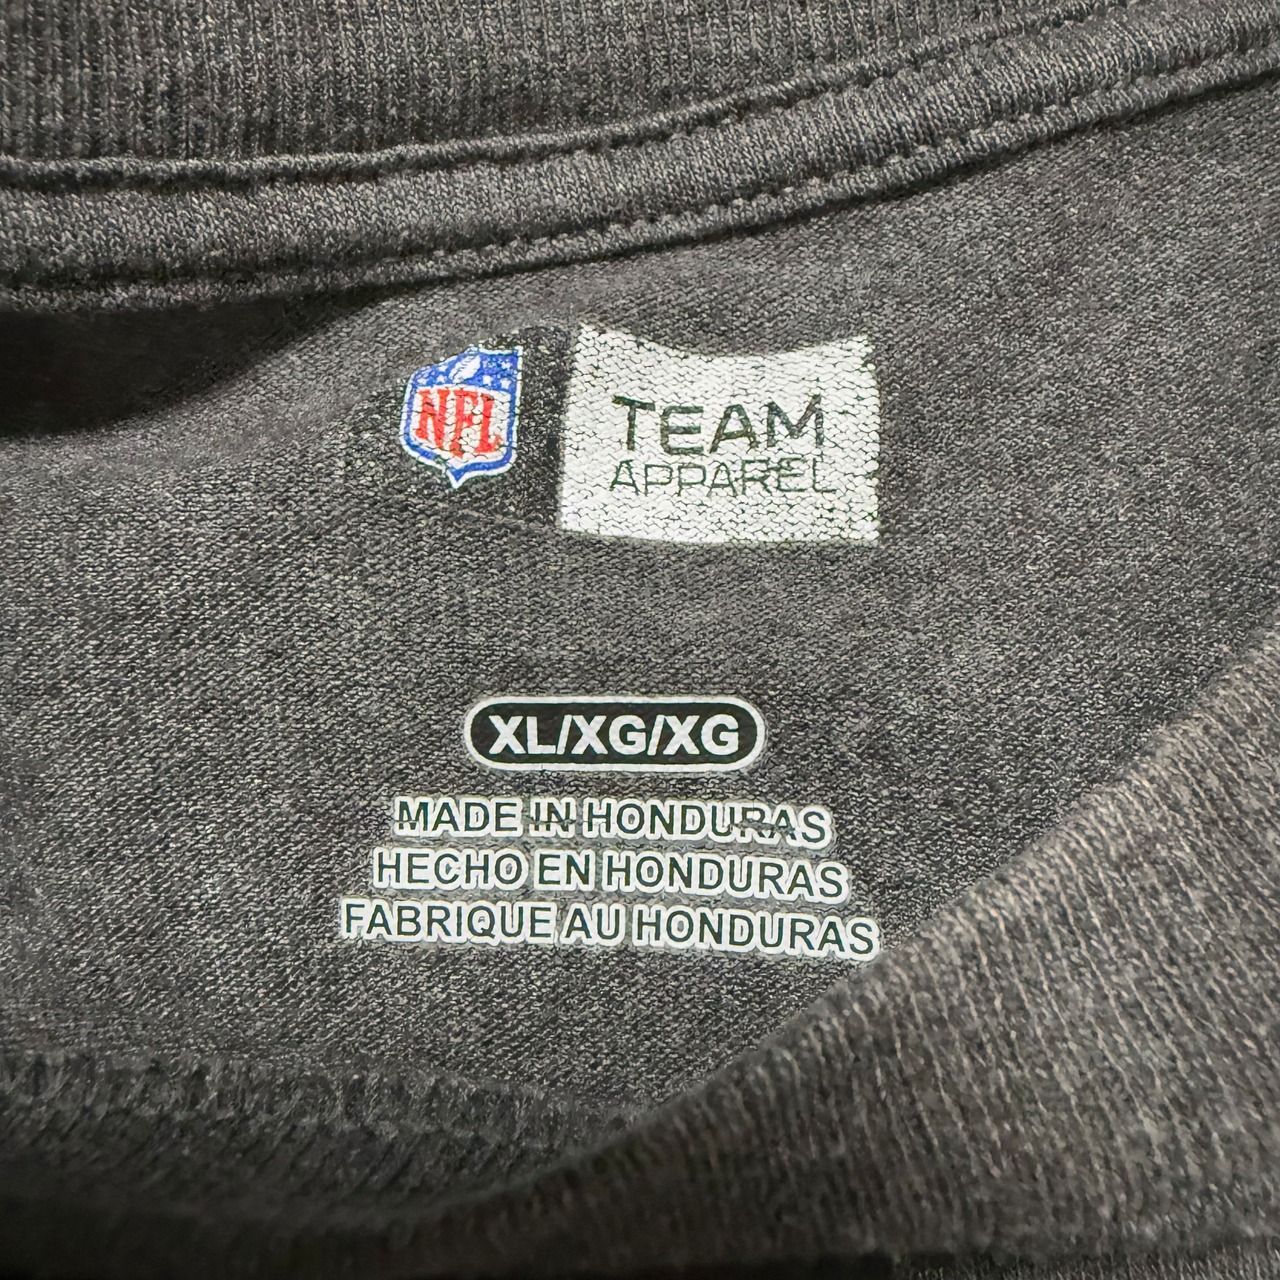 NFL
TEAM
APPAREL
XL/XG/XG
MADE IN HONDURAS
HECHO EN HONDURAS
FABRIQUE AU HONDURAS